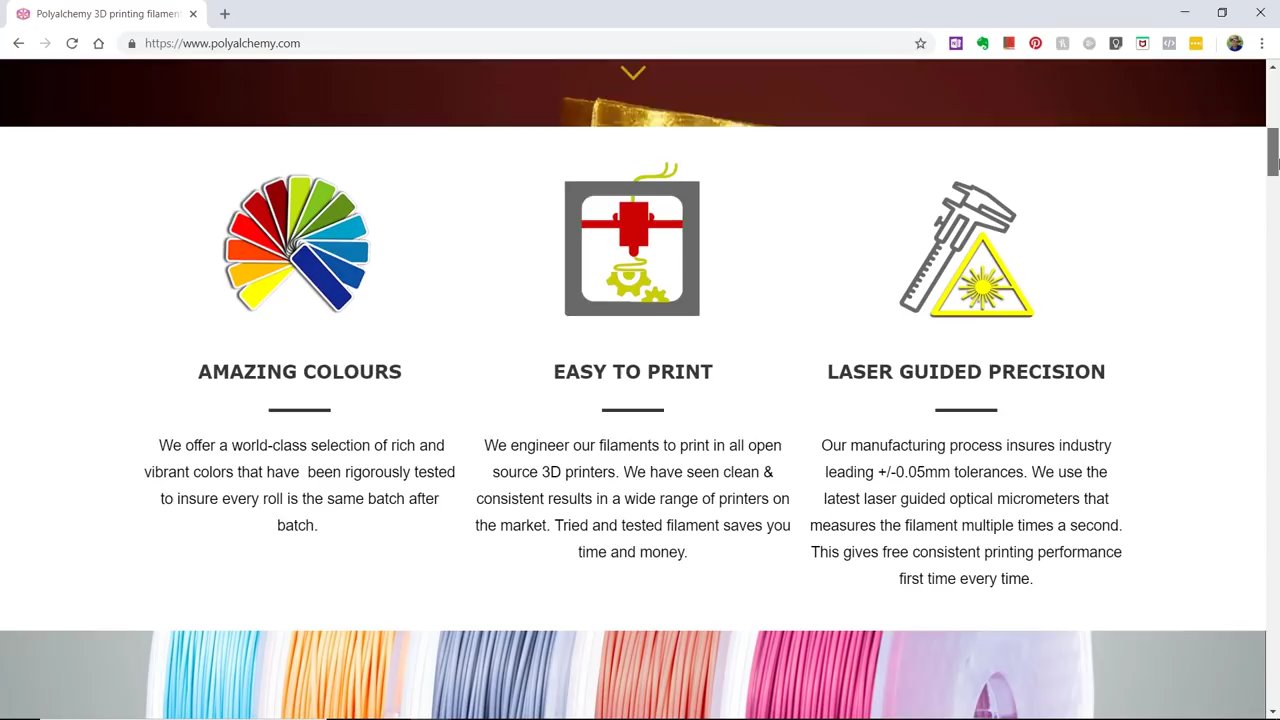 Polyalchemy 3D printing filament
https://www.polyalchemy.com
AMAZING COLOURS
We offer a world-class selection of rich and
vibrant colors that have been rigorously tested
to insure every roll is the same batch after
batch.
EASY TO PRINT
We engineer our filaments to print in all open
source 3D printers. We have seen clean &
consistent results in a wide range of printers on
the market. Tried and tested filament saves you
time and money.
LASER GUIDED PRECISION
Our manufacturing process insures industry
leading +/-0.05mm tolerances. We use the
latest laser guided optical micrometers that
measures the filament multiple times a second.
This gives free consistent printing performance
first time every time.